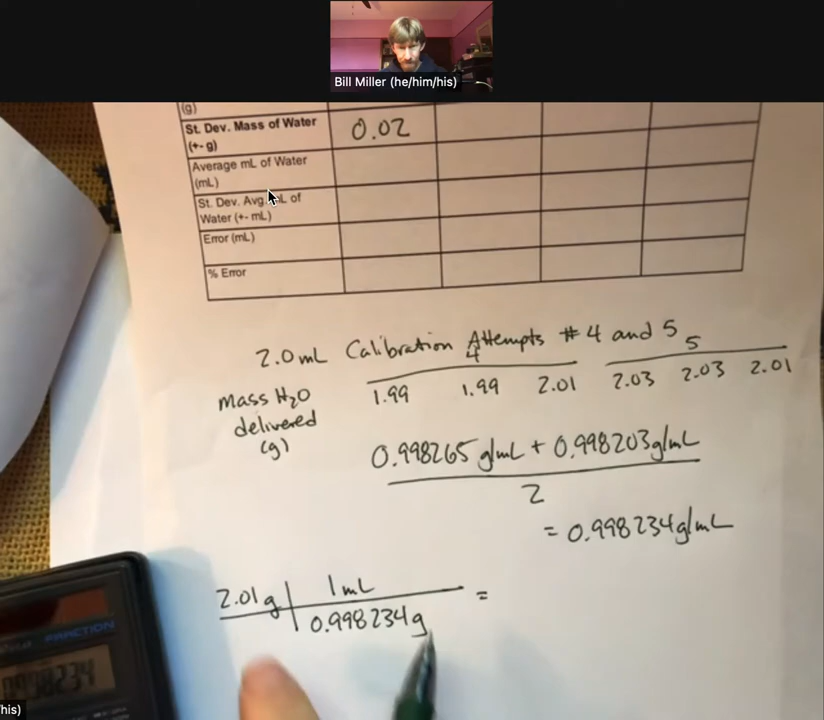 Bill Miller (he/him/his)
(g)
St. Dev. Mass of Water
(+- g)
0.02
Average mL of Water
(mL)
St. Dev. Avg. mL of
Water (+- mL)
Error (mL)
% Error
2.0mL Calibration Attempts #4 and 5
4 5
mass H2O
delivered
(g)
1.99 1.99 2.01 2.03 2.03 2.01
0.998265 g/mL + 0.998203 g/mL
2
= 0.998234 g/mL
2.01 g | 1 mL =
0.998234 g
FRACTION
his)